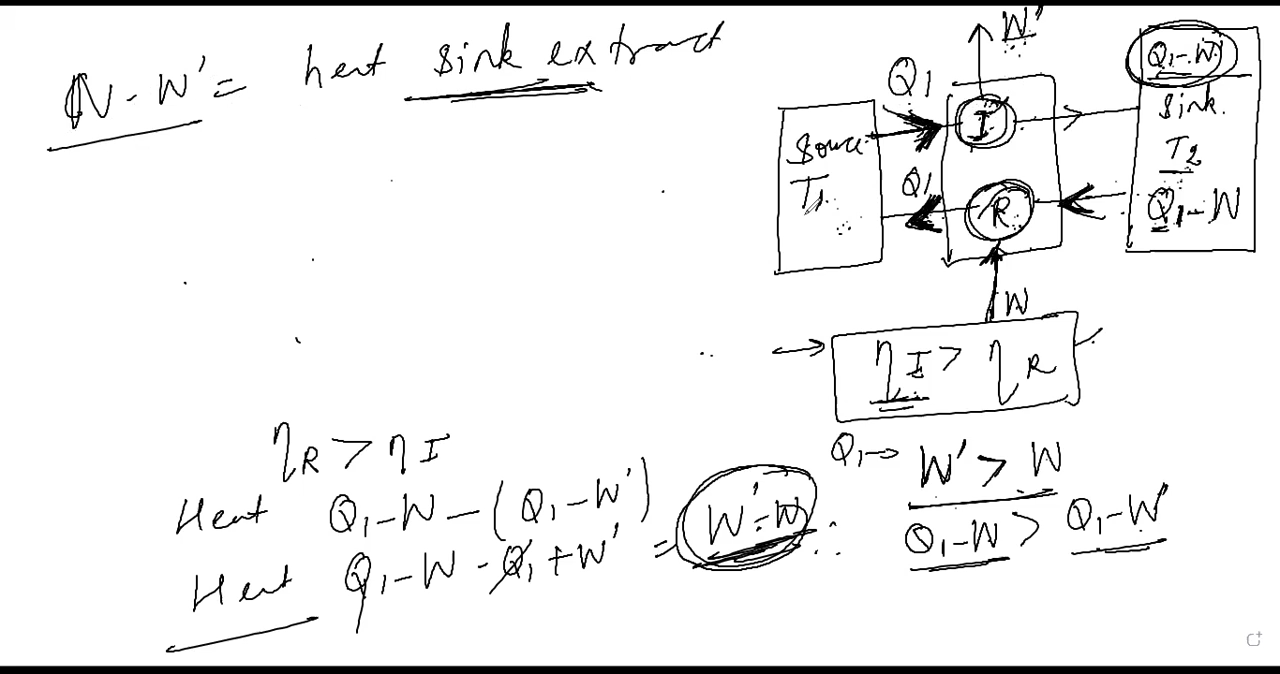 W - W' = heat sink extract
W'
Q1
Q1-W'
I
Sink
T2
Source
T1
Q1
R
Q1-W
W
ηI > ηR
ηR > ηI
Q1→ W' > W
Heat Q1-W-(Q1-W')
∴ Q1-W > Q1-W'
Heat Q1-W-Q1+W' = W'-W